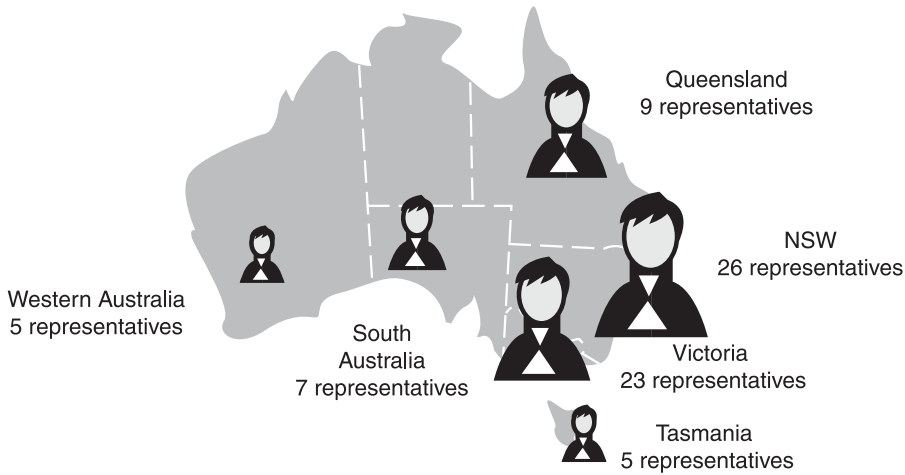 Queensland
9 representatives
NSW
26 representatives
Western Australia
5 representatives
South
Australia
7 representatives
Victoria
23 representatives
Tasmania
5 representatives